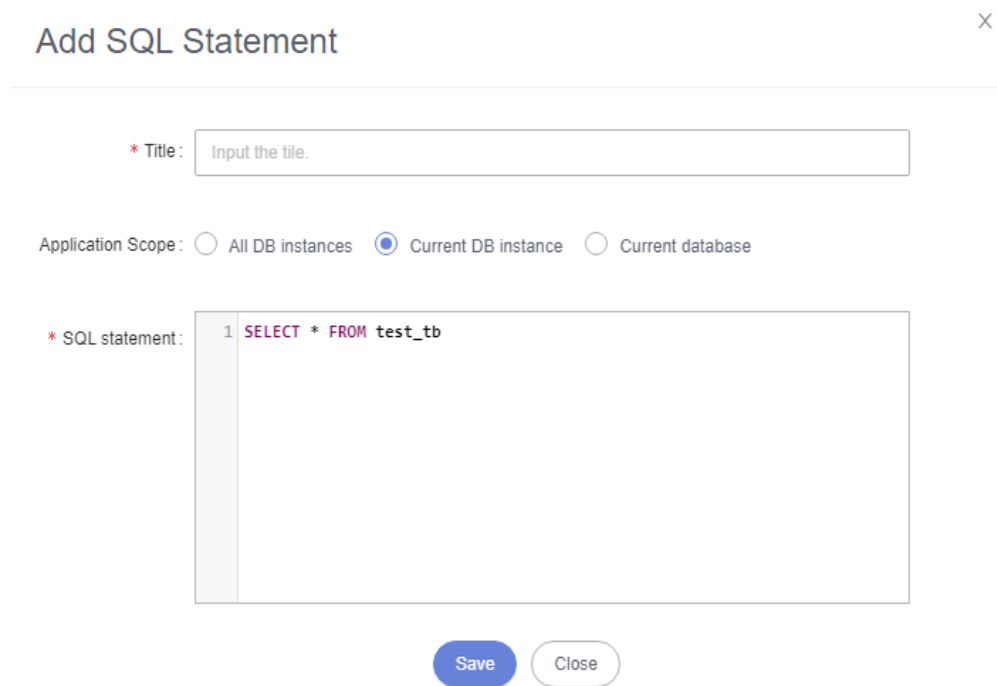 X
Add SQL Statement
* Title :
Input the tile.
Application Scope : All DB instances Current DB instance Current database
* SQL statement :
1 SELECT * FROM test_tb
Save Close